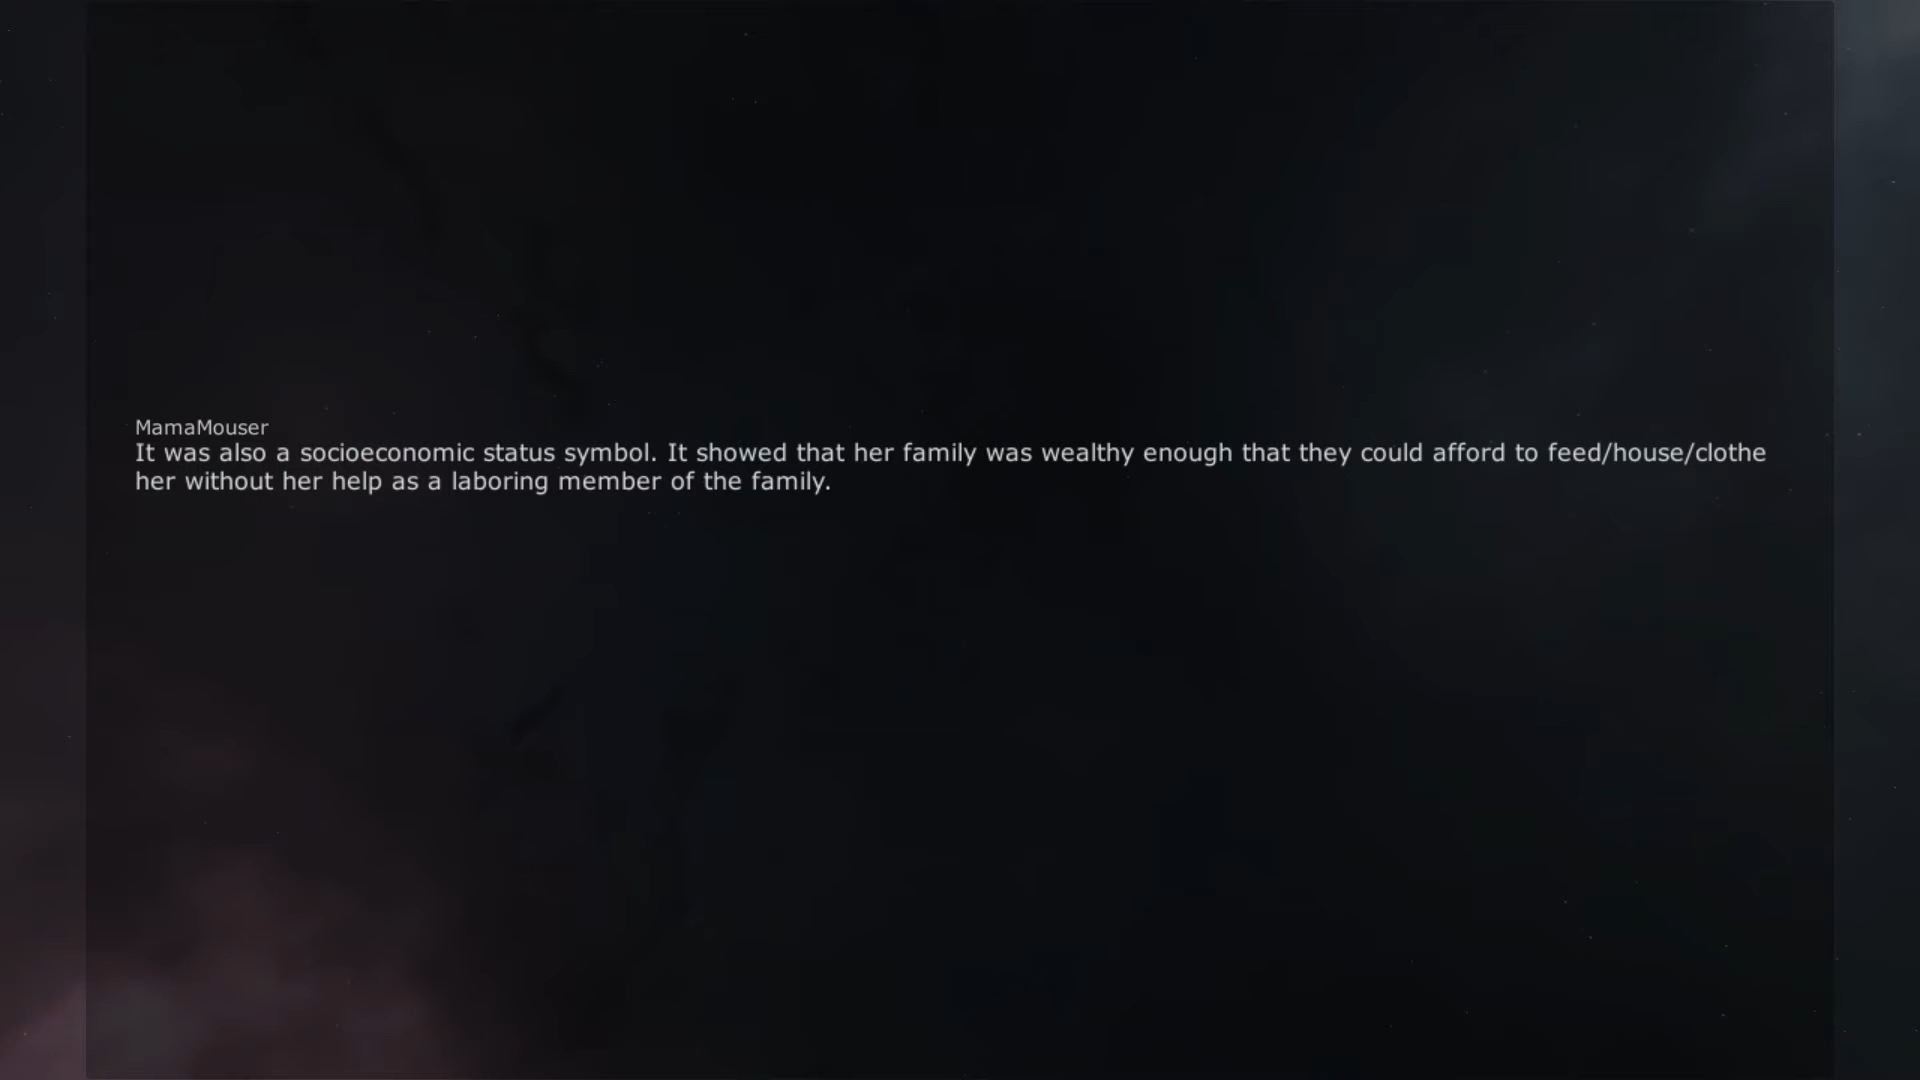 MamaMouser
It was also a socioeconomic status symbol. It showed that her family was wealthy enough that they could afford to feed/house/clothe
her without her help as a laboring member of the family.